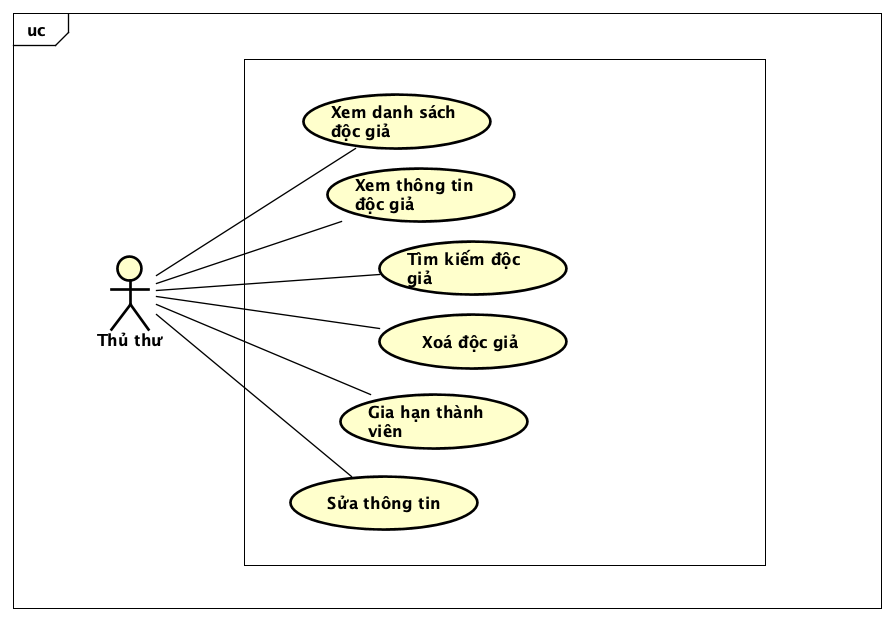 uc
Xem danh sách
độc giả
Xem thông tin
độc giả
Tìm kiếm độc
giả
Thủ thư
Xoá độc giả
Gia hạn thành
viên
Sửa thông tin